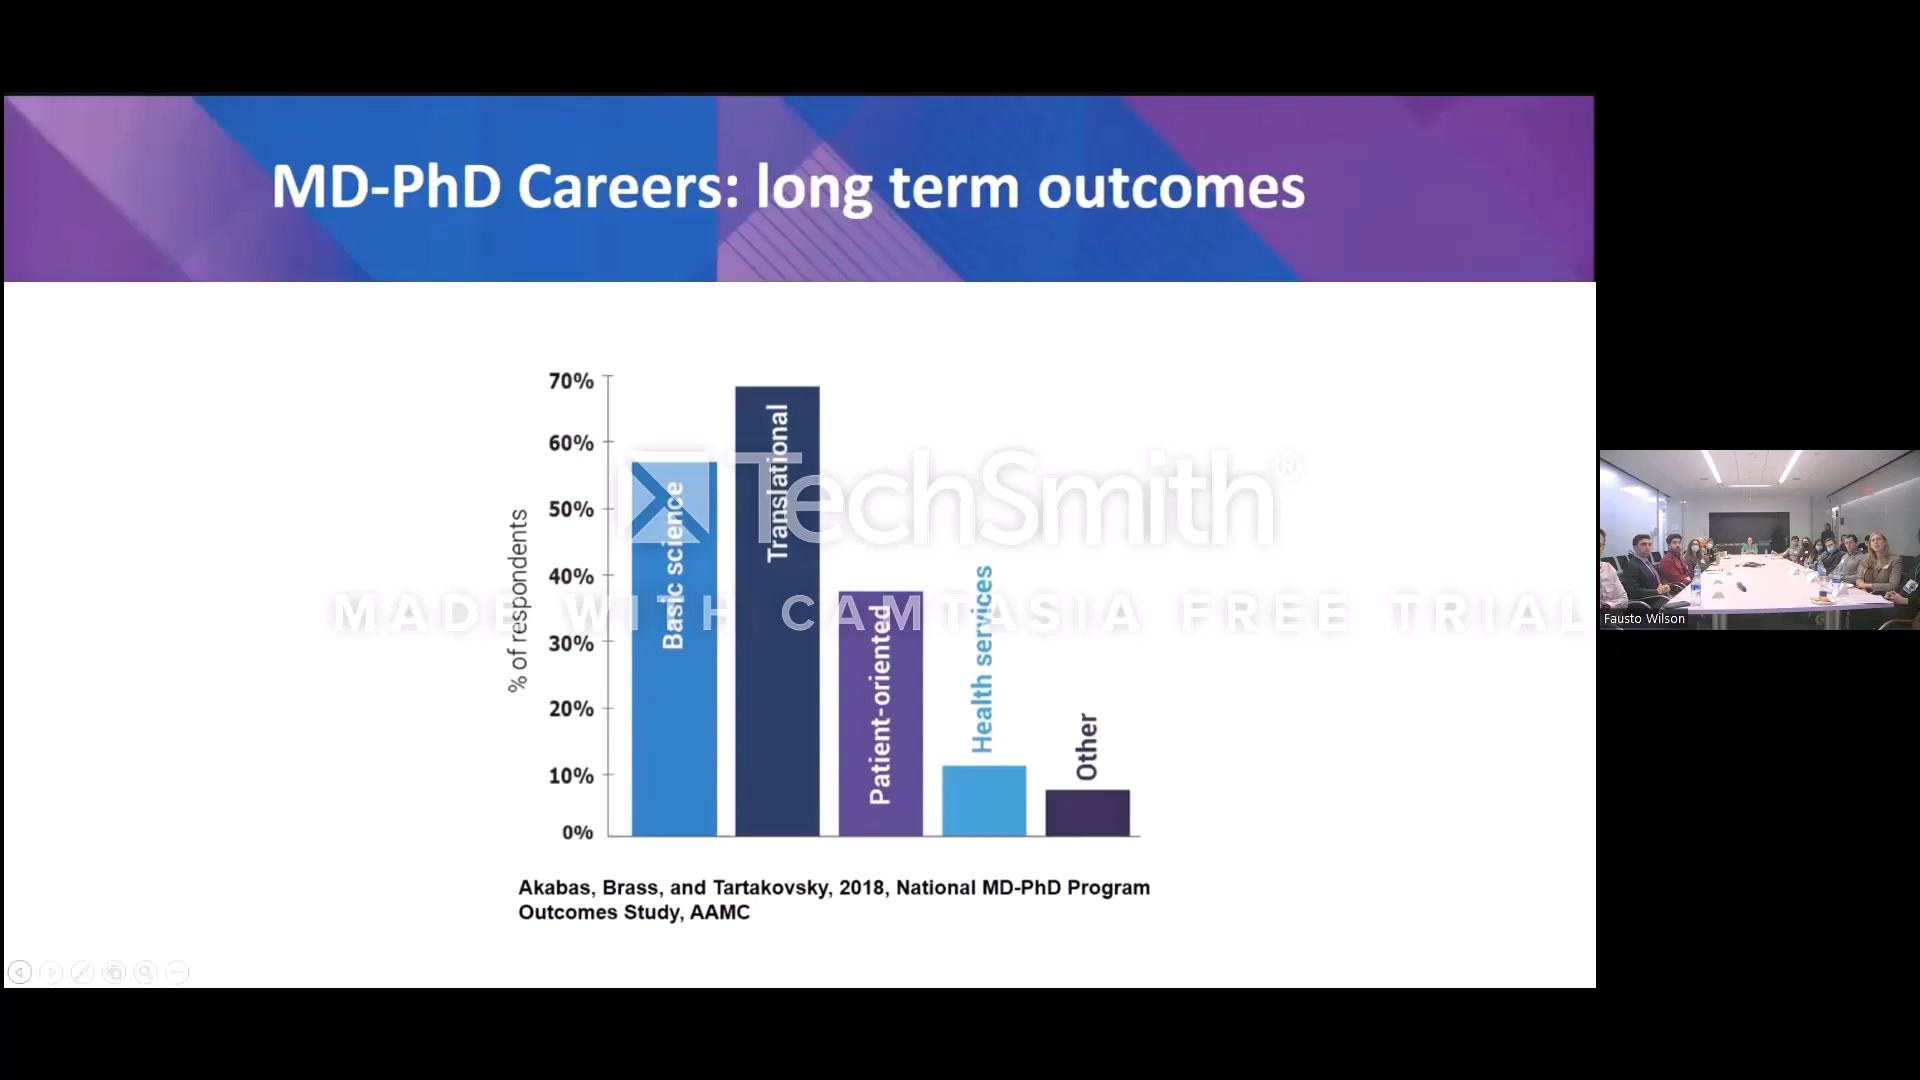 MD-PhD Careers: long term outcomes
% of respondents
70%
60%
50%
40%
30%
20%
10%
0%
Basic science
Translational
Patient-oriented
Health services
Other
TechSmith®
MADE WITH CAMTASIA FREE TRIAL
Akabas, Brass, and Tartakovsky, 2018, National MD-PhD Program
Outcomes Study, AAMC
Fausto Wilson